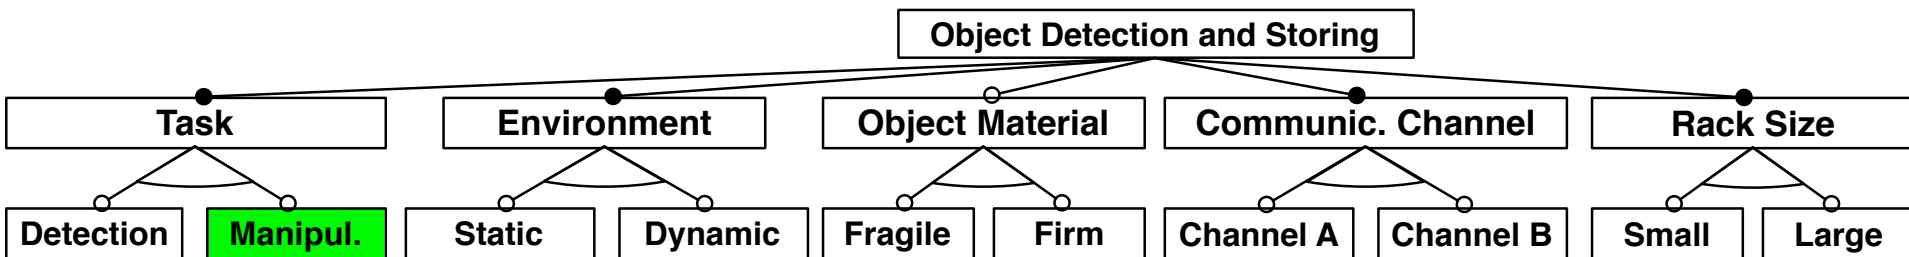 Object Detection and Storing
Task
Environment
Object Material
Communic. Channel
Rack Size
Detection
Manipul.
Static
Dynamic
Fragile
Firm
Channel A
Channel B
Small
Large